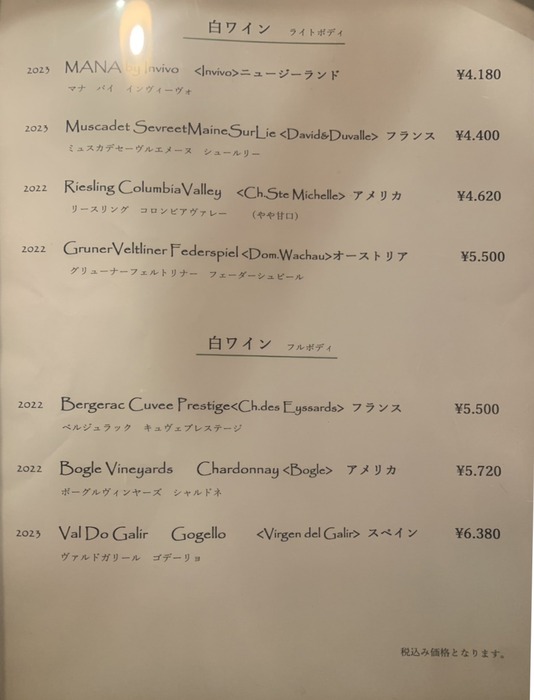 白ワイン ライトボディ
2023 MANA by Invivo <Invivo>ニュージーランド ¥4.180
マナ バイ インヴィーヴォ
2023 Muscadet SevreetMaineSurLie <David&Duvalle> フランス ¥4.400
ミュスカデセーヴルエメーヌ シュールリー
2022 Riesling ColumbiaValley <Ch.Ste Michelle> アメリカ ¥4.620
リースリング コロンビアヴァレー (やや甘口)
2022 GrunerVeltliner Federspiel <Dom.Wachau>オーストリア ¥5.500
グリューナーフェルトリナー フェーダーシュピール
白ワイン フルボディ
2022 Bergerac Cuvee Prestige<Ch.des Eyssards> フランス ¥5.500
ベルジュラック キュヴェプレステージ
2022 Bogle Vineyards Chardonnay <Bogle> アメリカ ¥5.720
ボーグルヴィンヤーズ シャルドネ
2023 Val Do Galir Gogello <Virgen del Galir> スペイン ¥6.380
ヴァルドガリール ゴデーリョ
税込み価格となります。